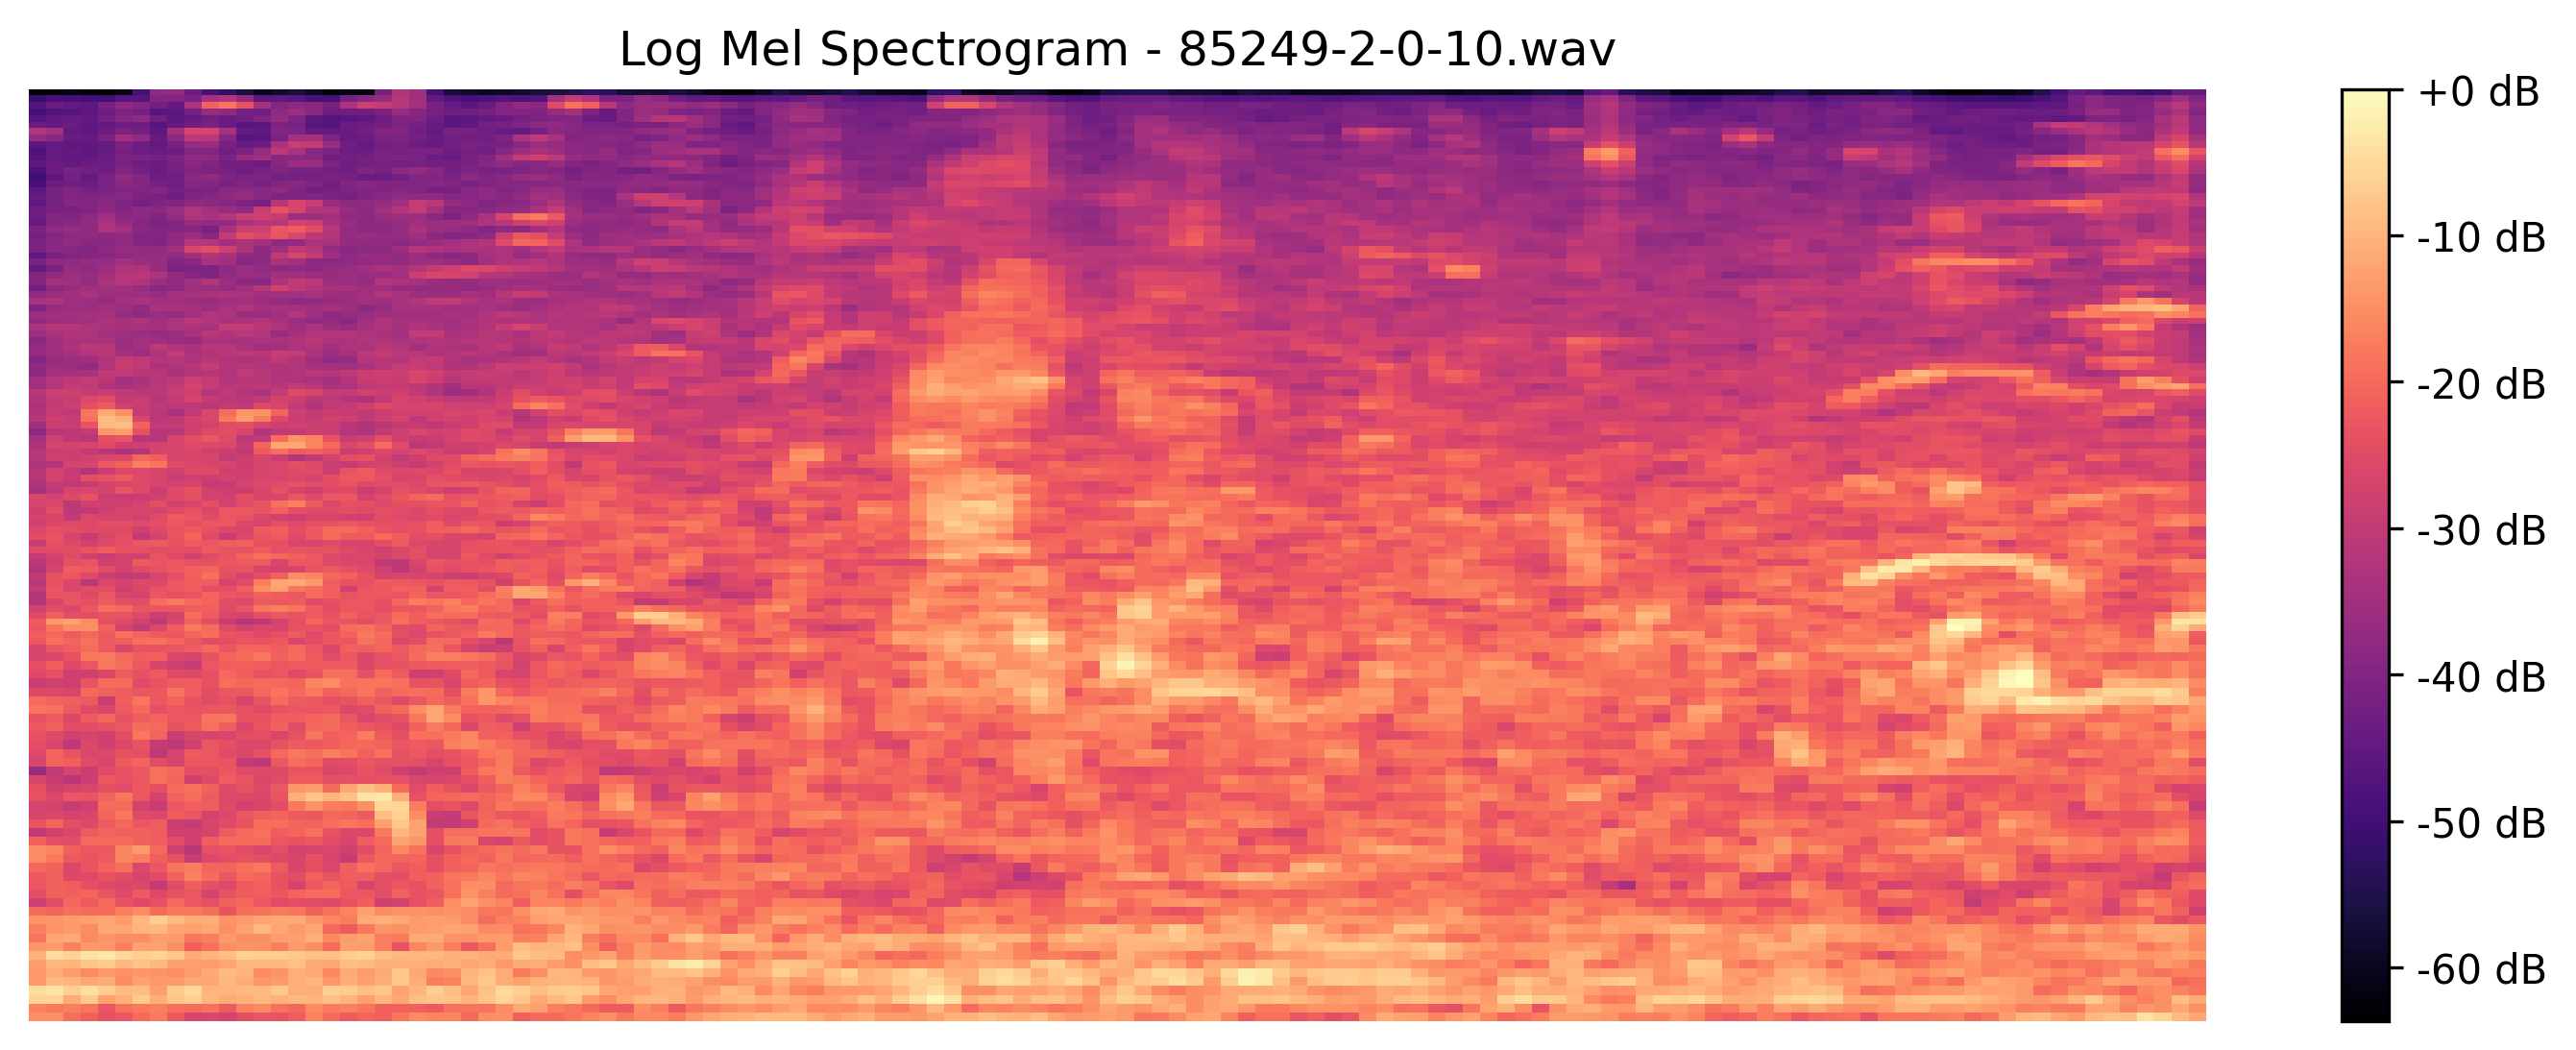 Log Mel Spectrogram - 85249-2-0-10.wav
+0 dB
-10 dB
-20 dB
-30 dB
-40 dB
-50 dB
-60 dB